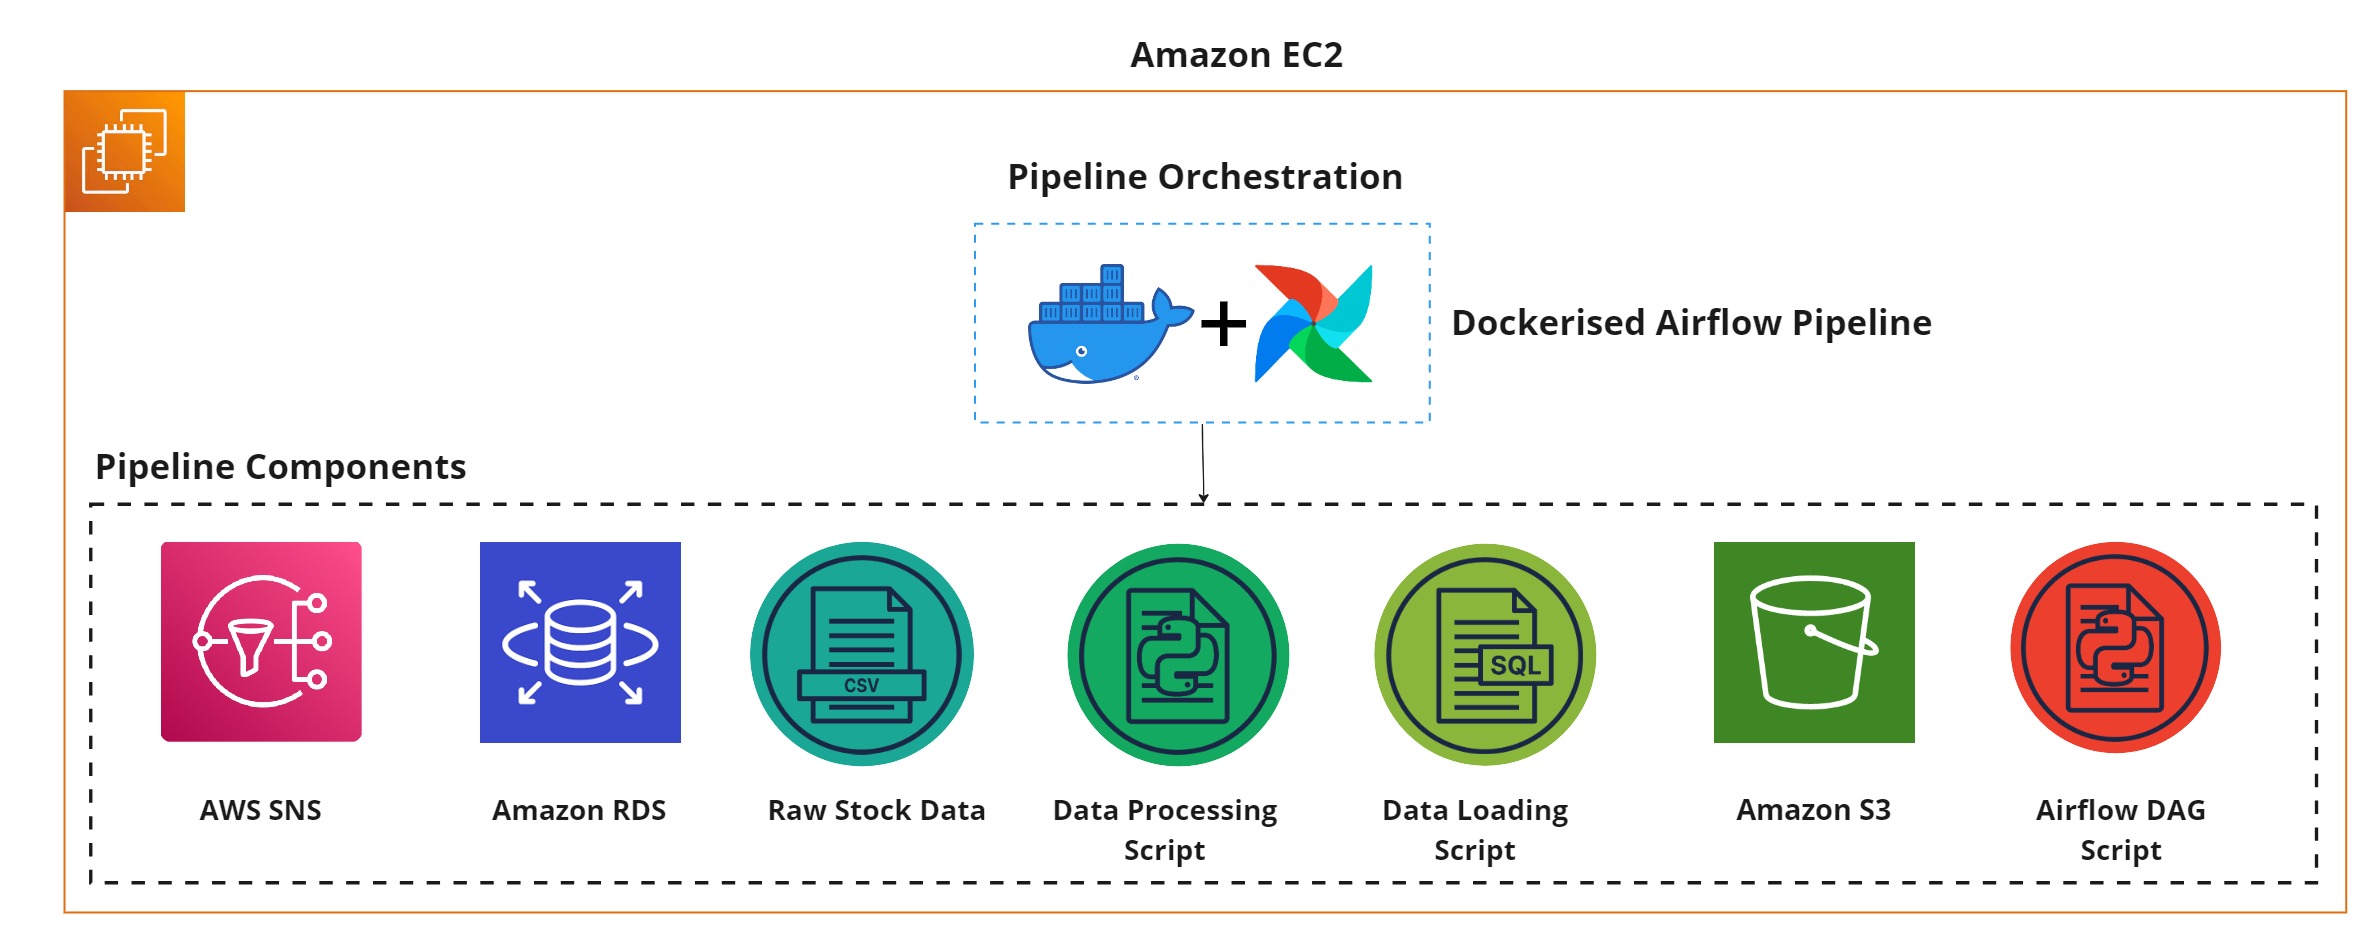 Amazon EC2
Pipeline Orchestration
Dockerised Airflow Pipeline
Pipeline Components
CSV
SQL
AWS SNS
Amazon RDS
Raw Stock Data
Data Processing
Script
Data Loading
Script
Amazon S3
Airflow DAG
Script